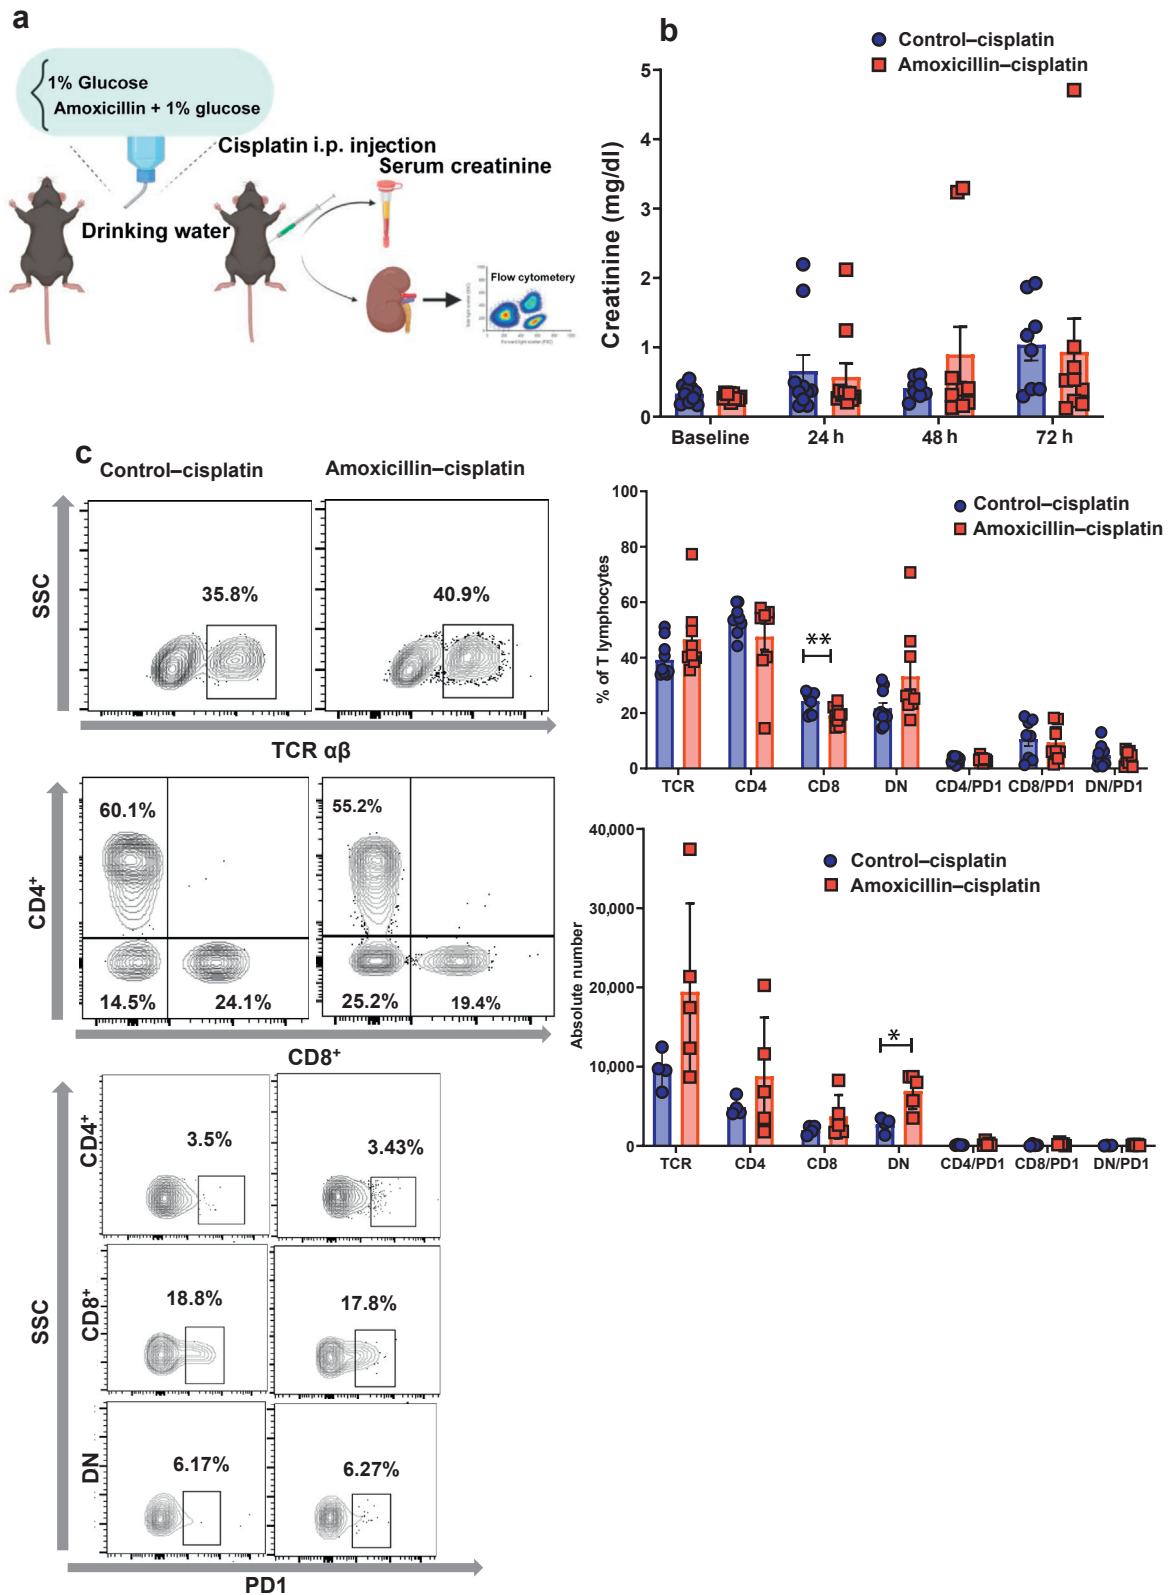 a
1% Glucose
Amoxicillin + 1% glucose
Cisplatin i.p. injection
Serum creatinine
Drinking water
Flow cytometery
b
Control–cisplatin
Amoxicillin–cisplatin
Creatinine (mg/dl)
5
4
3
2
1
0
Baseline
24 h
48 h
72 h
c
Control–cisplatin
Amoxicillin–cisplatin
SSC
35.8%
40.9%
TCR αβ
CD4⁺
60.1%
55.2%
14.5%
24.1%
25.2%
19.4%
CD8⁺
SSC
CD4⁺
3.5%
3.43%
CD8⁺
18.8%
17.8%
DN
6.17%
6.27%
PD1
Control–cisplatin
Amoxicillin–cisplatin
% of T lymphocytes
100
80
60
40
20
0
**
TCR
CD4
CD8
DN
CD4/PD1
CD8/PD1
DN/PD1
Control–cisplatin
Amoxicillin–cisplatin
Absolute number
40,000
30,000
20,000
10,000
0
*
TCR
CD4
CD8
DN
CD4/PD1
CD8/PD1
DN/PD1